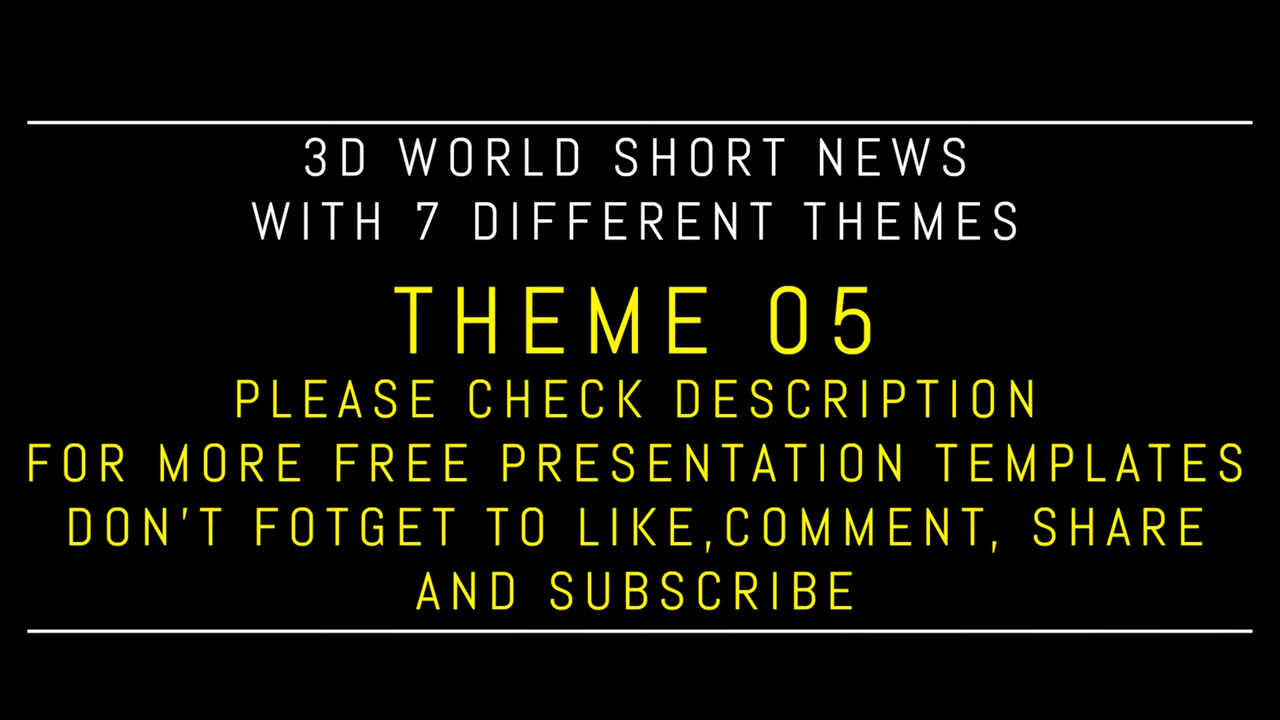 3D WORLD SHORT NEWS
WITH 7 DIFFERENT THEMES
THEME 05
PLEASE CHECK DESCRIPTION
FOR MORE FREE PRESENTATION TEMPLATES
DON'T FOTGET TO LIKE,COMMENT, SHARE
AND SUBSCRIBE